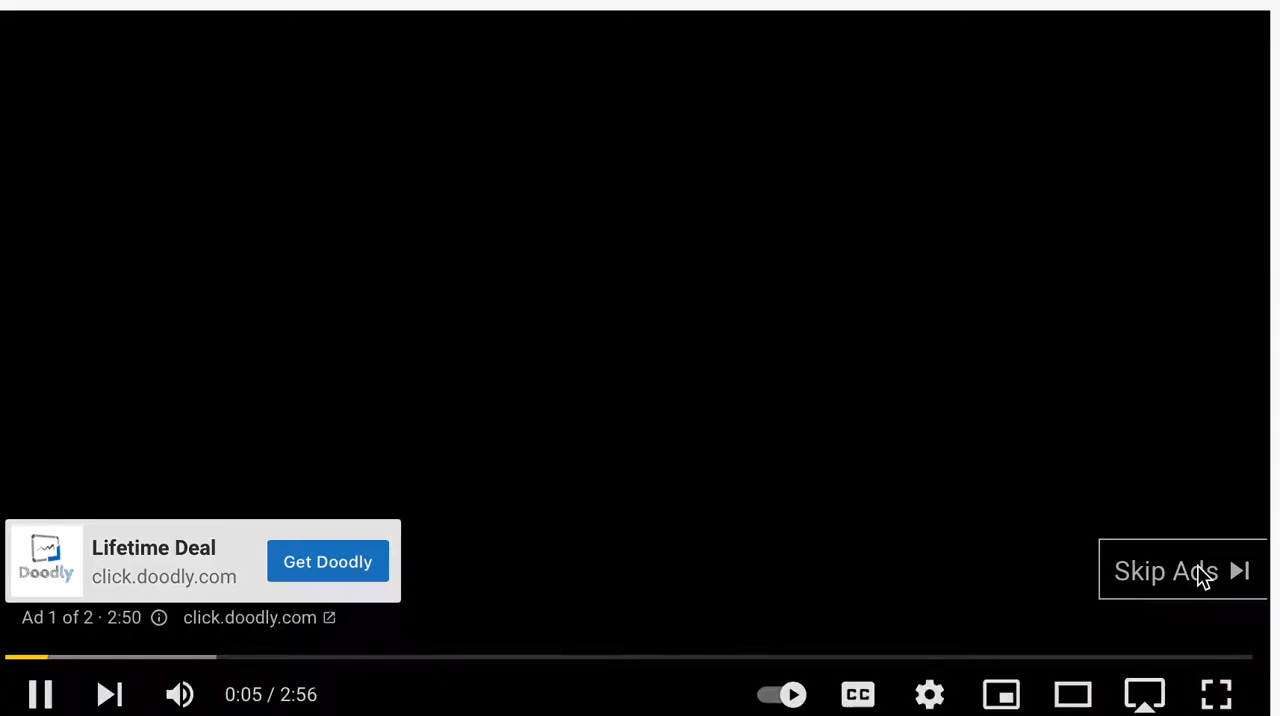 Lifetime Deal
click.doodly.com
Doodly
Get Doodly
Skip Ads
Ad 1 of 2 · 2:50 click.doodly.com
0:05 / 2:56
CC